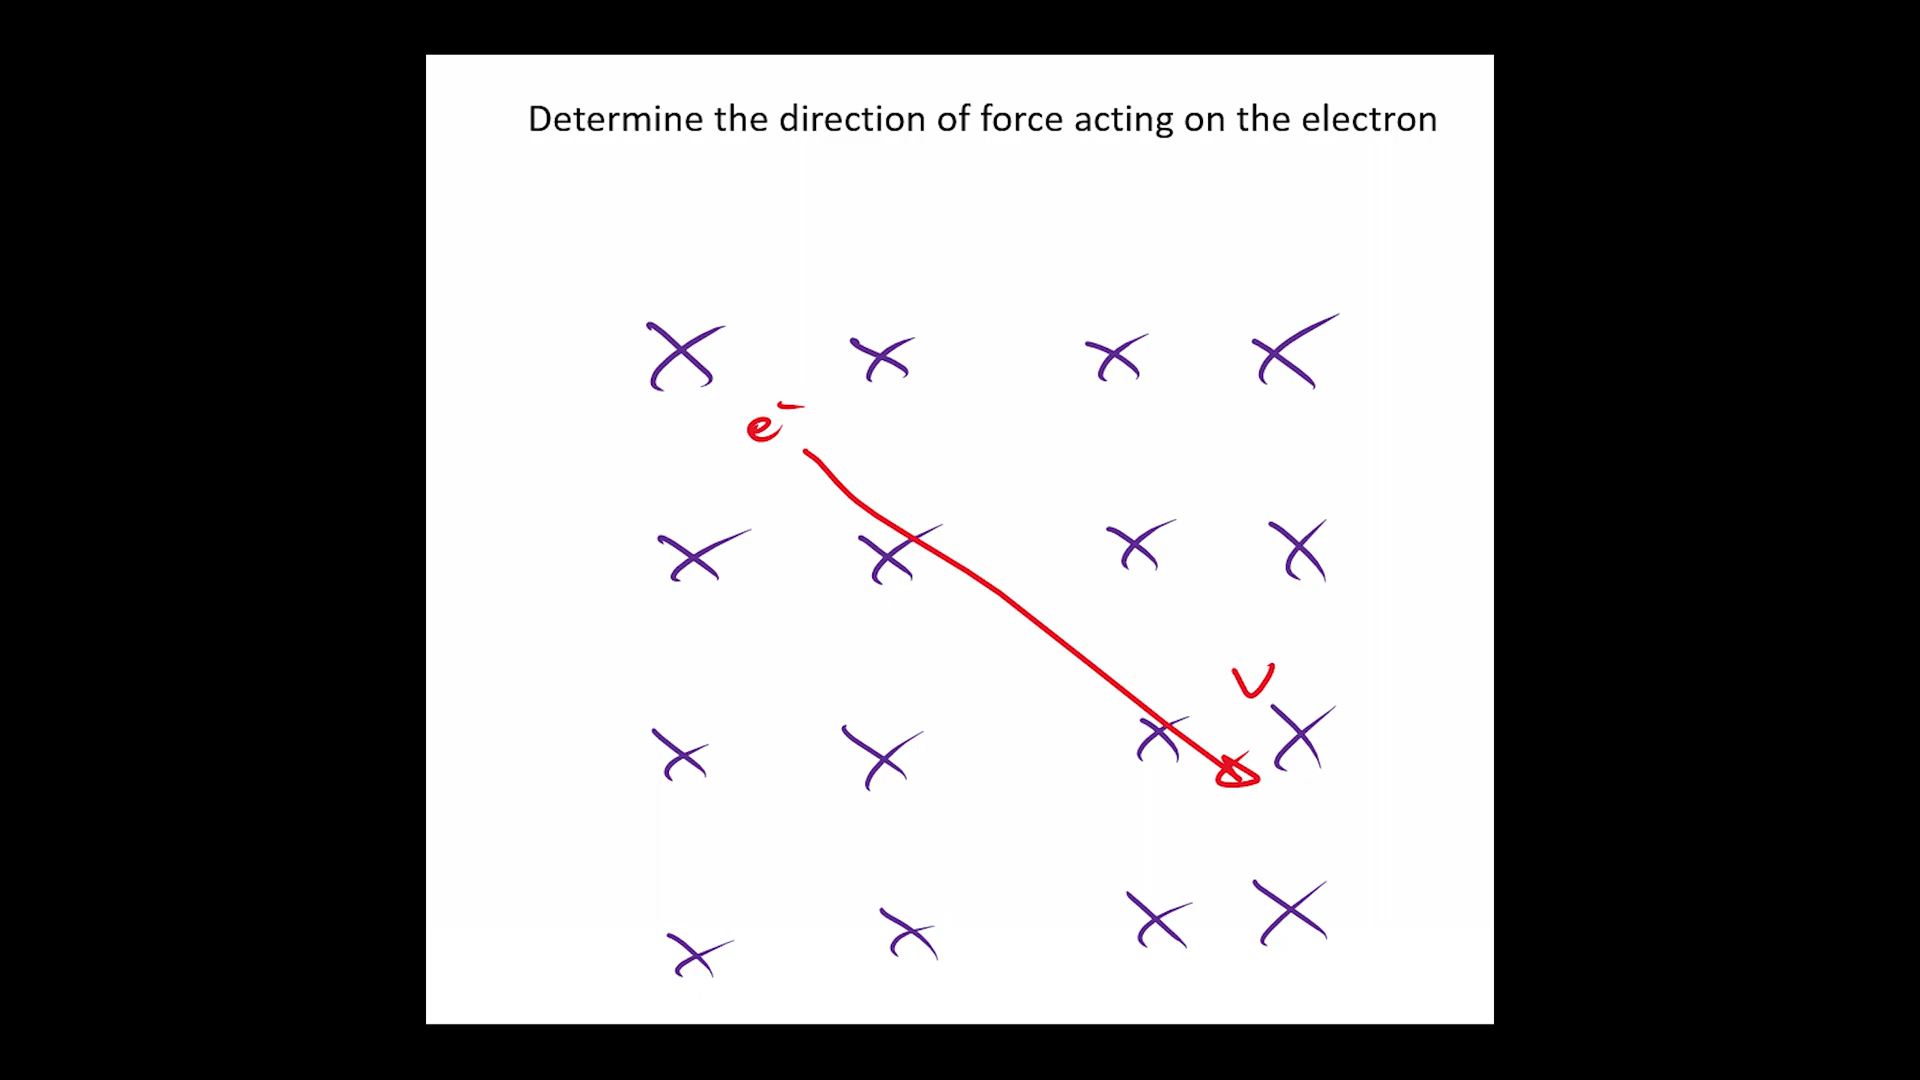 Determine the direction of force acting on the electron
X X X X
e⁻
X X X X
v
X X X X
X X X X